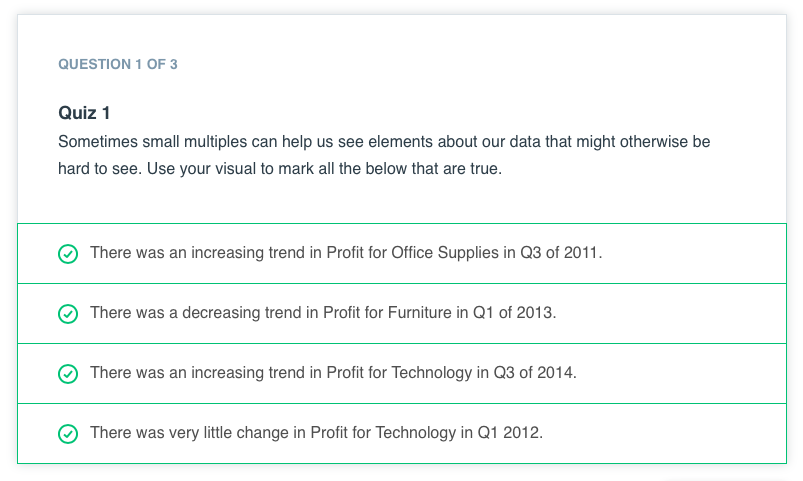 QUESTION 1 OF 3
Quiz 1
Sometimes small multiples can help us see elements about our data that might otherwise be
hard to see. Use your visual to mark all the below that are true.
There was an increasing trend in Profit for Office Supplies in Q3 of 2011.
There was a decreasing trend in Profit for Furniture in Q1 of 2013.
There was an increasing trend in Profit for Technology in Q3 of 2014.
There was very little change in Profit for Technology in Q1 2012.